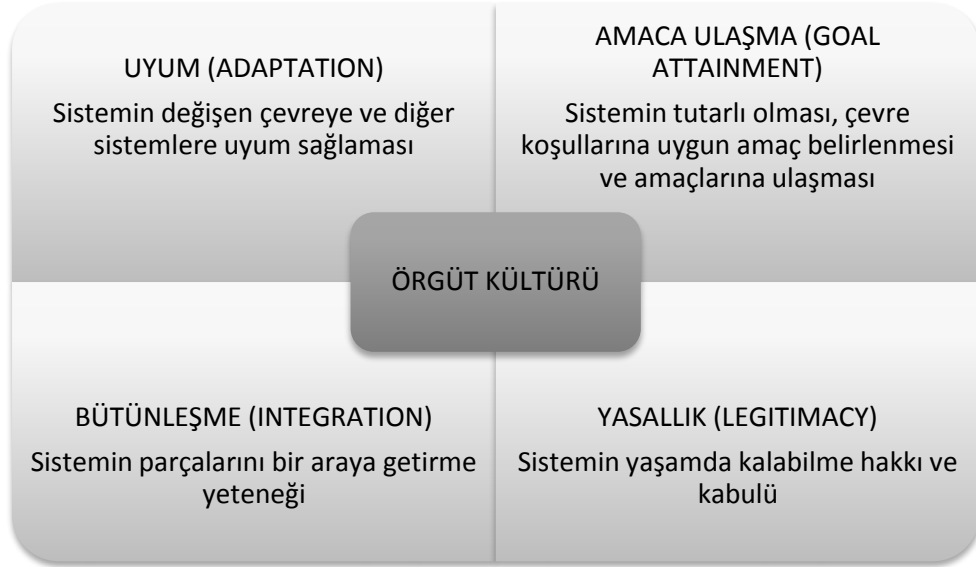 UYUM (ADAPTATION)
Sistemin değişen çevreye ve diğer
sistemlere uyum sağlaması
AMACA ULAŞMA (GOAL
ATTAINMENT)
Sistemin tutarlı olması, çevre
koşullarına uygun amaç belirlenmesi
ve amaçlarına ulaşması
ÖRGÜT KÜLTÜRÜ
BÜTÜNLEŞME (INTEGRATION)
Sistemin parçalarını bir araya getirme
yeteneği
YASALLIK (LEGITIMACY)
Sistemin yaşamda kalabilme hakkı ve
kabulü